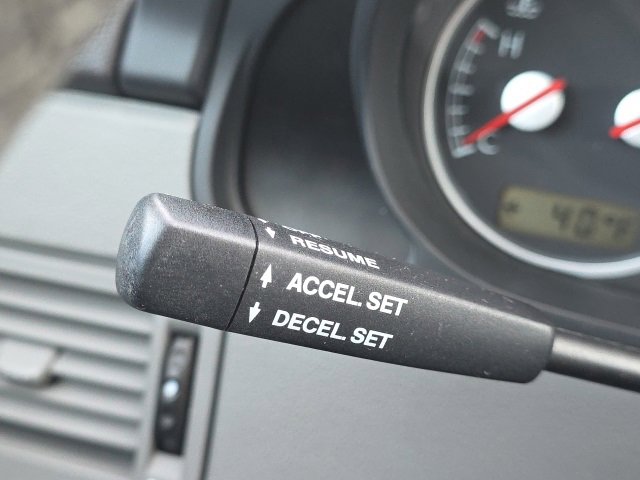 H
C
RESUME
ACCEL. SET
DECEL. SET